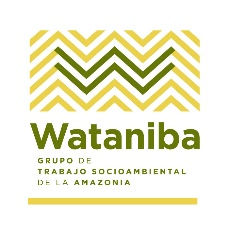 Wataniba
GRUPO DE
TRABAJO SOCIOAMBIENTAL
DE LA AMAZONIA